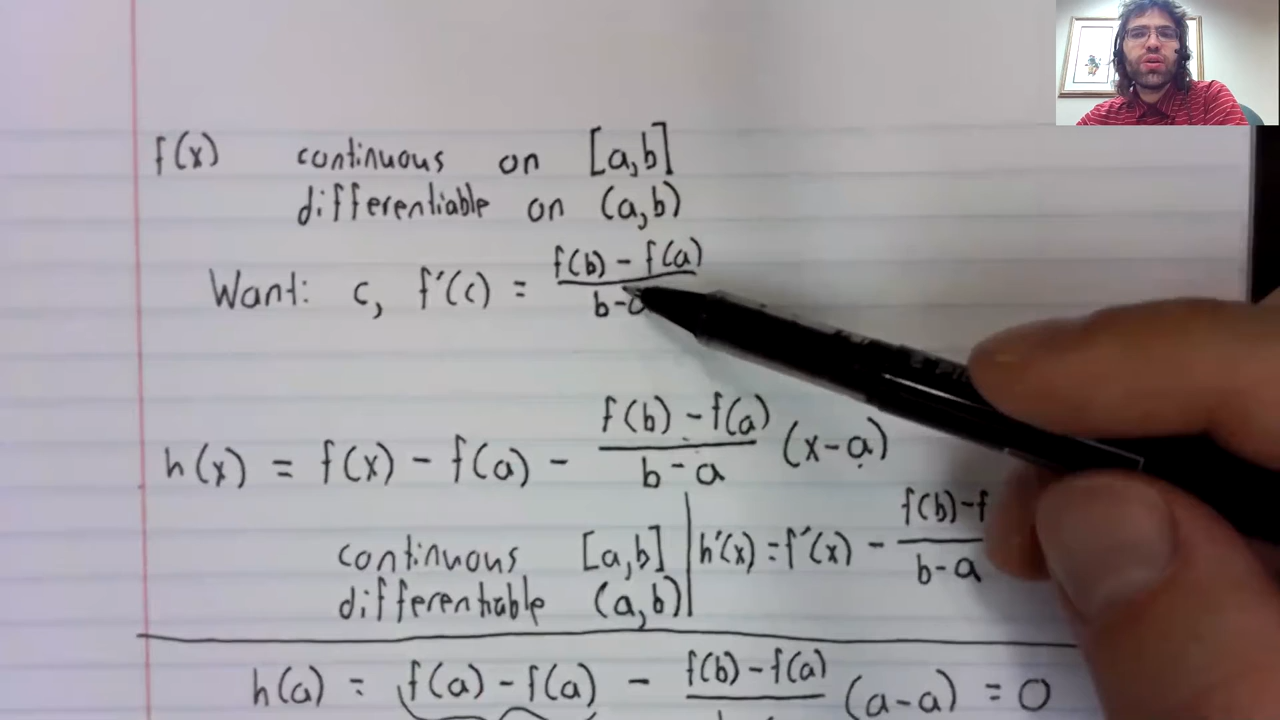 f(x) continuous on [a,b]
differentiable on (a,b)
Want: c, f'(c) = f(b) - f(a) / b-a
h(x) = f(x) - f(a) - f(b) - f(a) / b - a (x-a)
continuous [a,b] | h'(x) = f'(x) - f(b)-f / b-a
differentiable (a,b)
h(a) = f(a) - f(a) - f(b) - f(a) (a-a) = 0